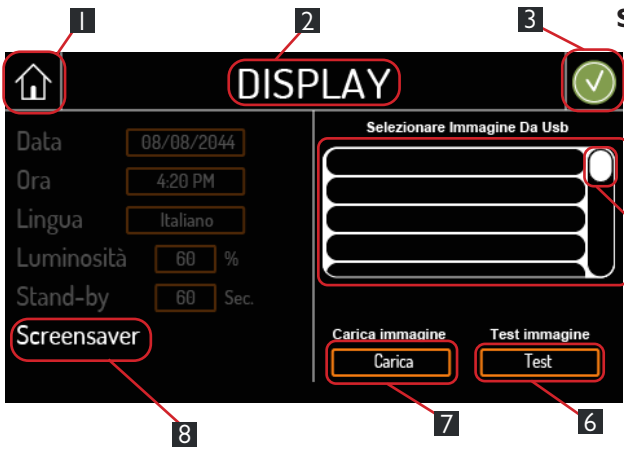 1 2 3 S
DISPLAY
Selezionare Immagine Da Usb
Data 08/08/2044
Ora 4:20 PM
Lingua Italiano
Luminosità 60 %
Stand-by 60 Sec.
Screensaver
Carica immagine Test immagine
Carica Test
8 7 6